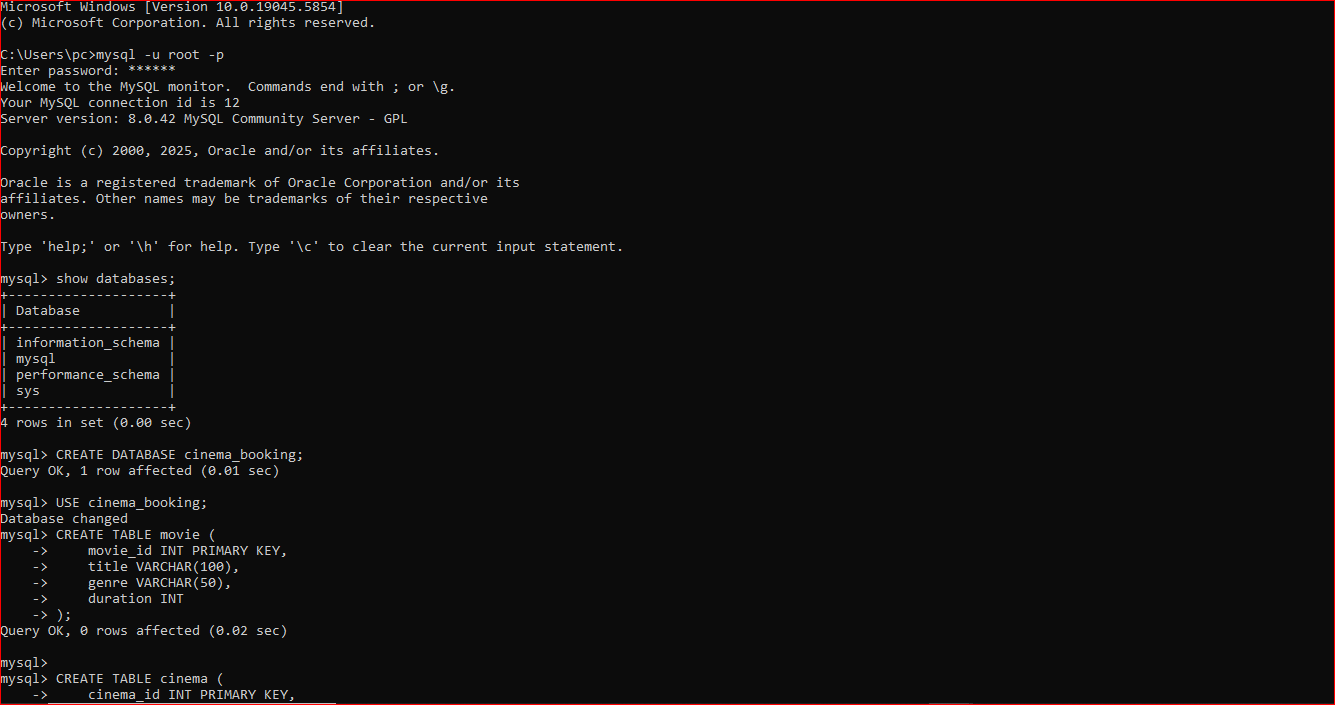 Microsoft Windows [Version 10.0.19045.5854]
(c) Microsoft Corporation. All rights reserved.

C:\Users\pc>mysql -u root -p
Enter password: ******
Welcome to the MySQL monitor.  Commands end with ; or \g.
Your MySQL connection id is 12
Server version: 8.0.42 MySQL Community Server - GPL

Copyright (c) 2000, 2025, Oracle and/or its affiliates.

Oracle is a registered trademark of Oracle Corporation and/or its
affiliates. Other names may be trademarks of their respective
owners.

Type 'help;' or '\h' for help. Type '\c' to clear the current input statement.

mysql> show databases;
+--------------------+
| Database           |
+--------------------+
| information_schema |
| mysql              |
| performance_schema |
| sys                |
+--------------------+
4 rows in set (0.00 sec)

mysql> CREATE DATABASE cinema_booking;
Query OK, 1 row affected (0.01 sec)

mysql> USE cinema_booking;
Database changed
mysql> CREATE TABLE movie (
    ->     movie_id INT PRIMARY KEY,
    ->     title VARCHAR(100),
    ->     genre VARCHAR(50),
    ->     duration INT
    -> );
Query OK, 0 rows affected (0.02 sec)

mysql>
mysql> CREATE TABLE cinema (
    ->     cinema_id INT PRIMARY KEY,